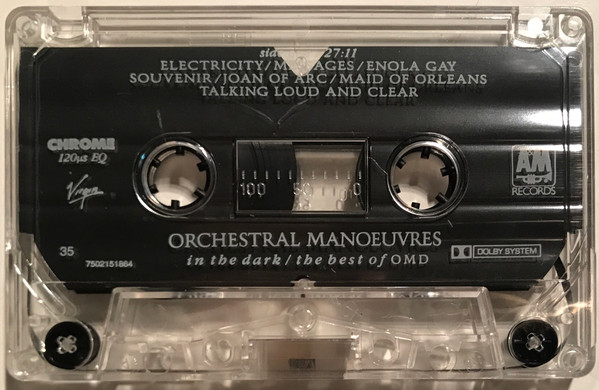 27:11
ELECTRICITY/ /ENOLA GAY
SOUVENIR/JOAN OF ARC/MAID OF ORLEANS
TALKING LOUD AND CLEAR
CHROME
120µs EQ
Virgin
100 50 0
A&M
RECORDS
ORCHESTRAL MANOEUVRES
in the dark/the best of OMD
DOLBY SYSTEM
35
7502151864